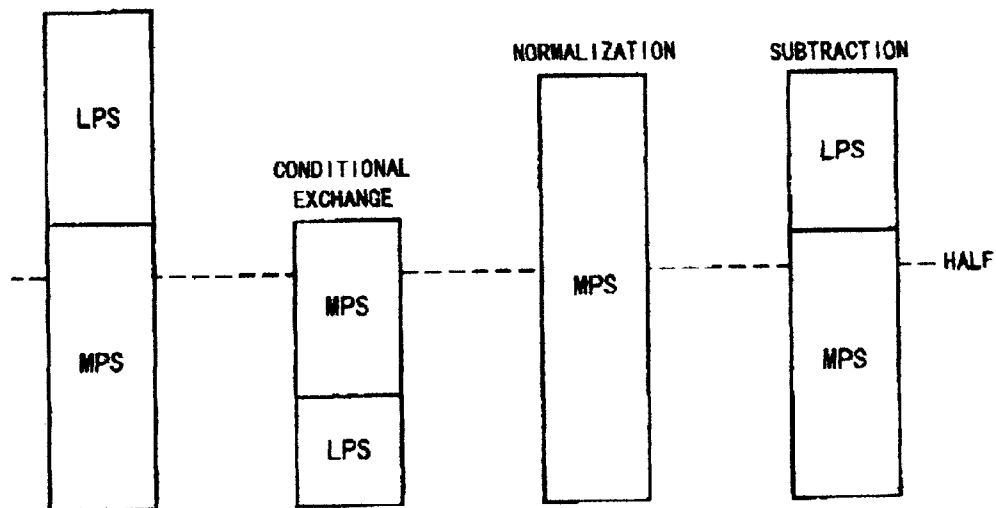 NORMALIZATION
SUBTRACTION
LPS
LPS
CONDITIONAL
EXCHANGE
HALF
MPS
MPS
MPS
MPS
LPS